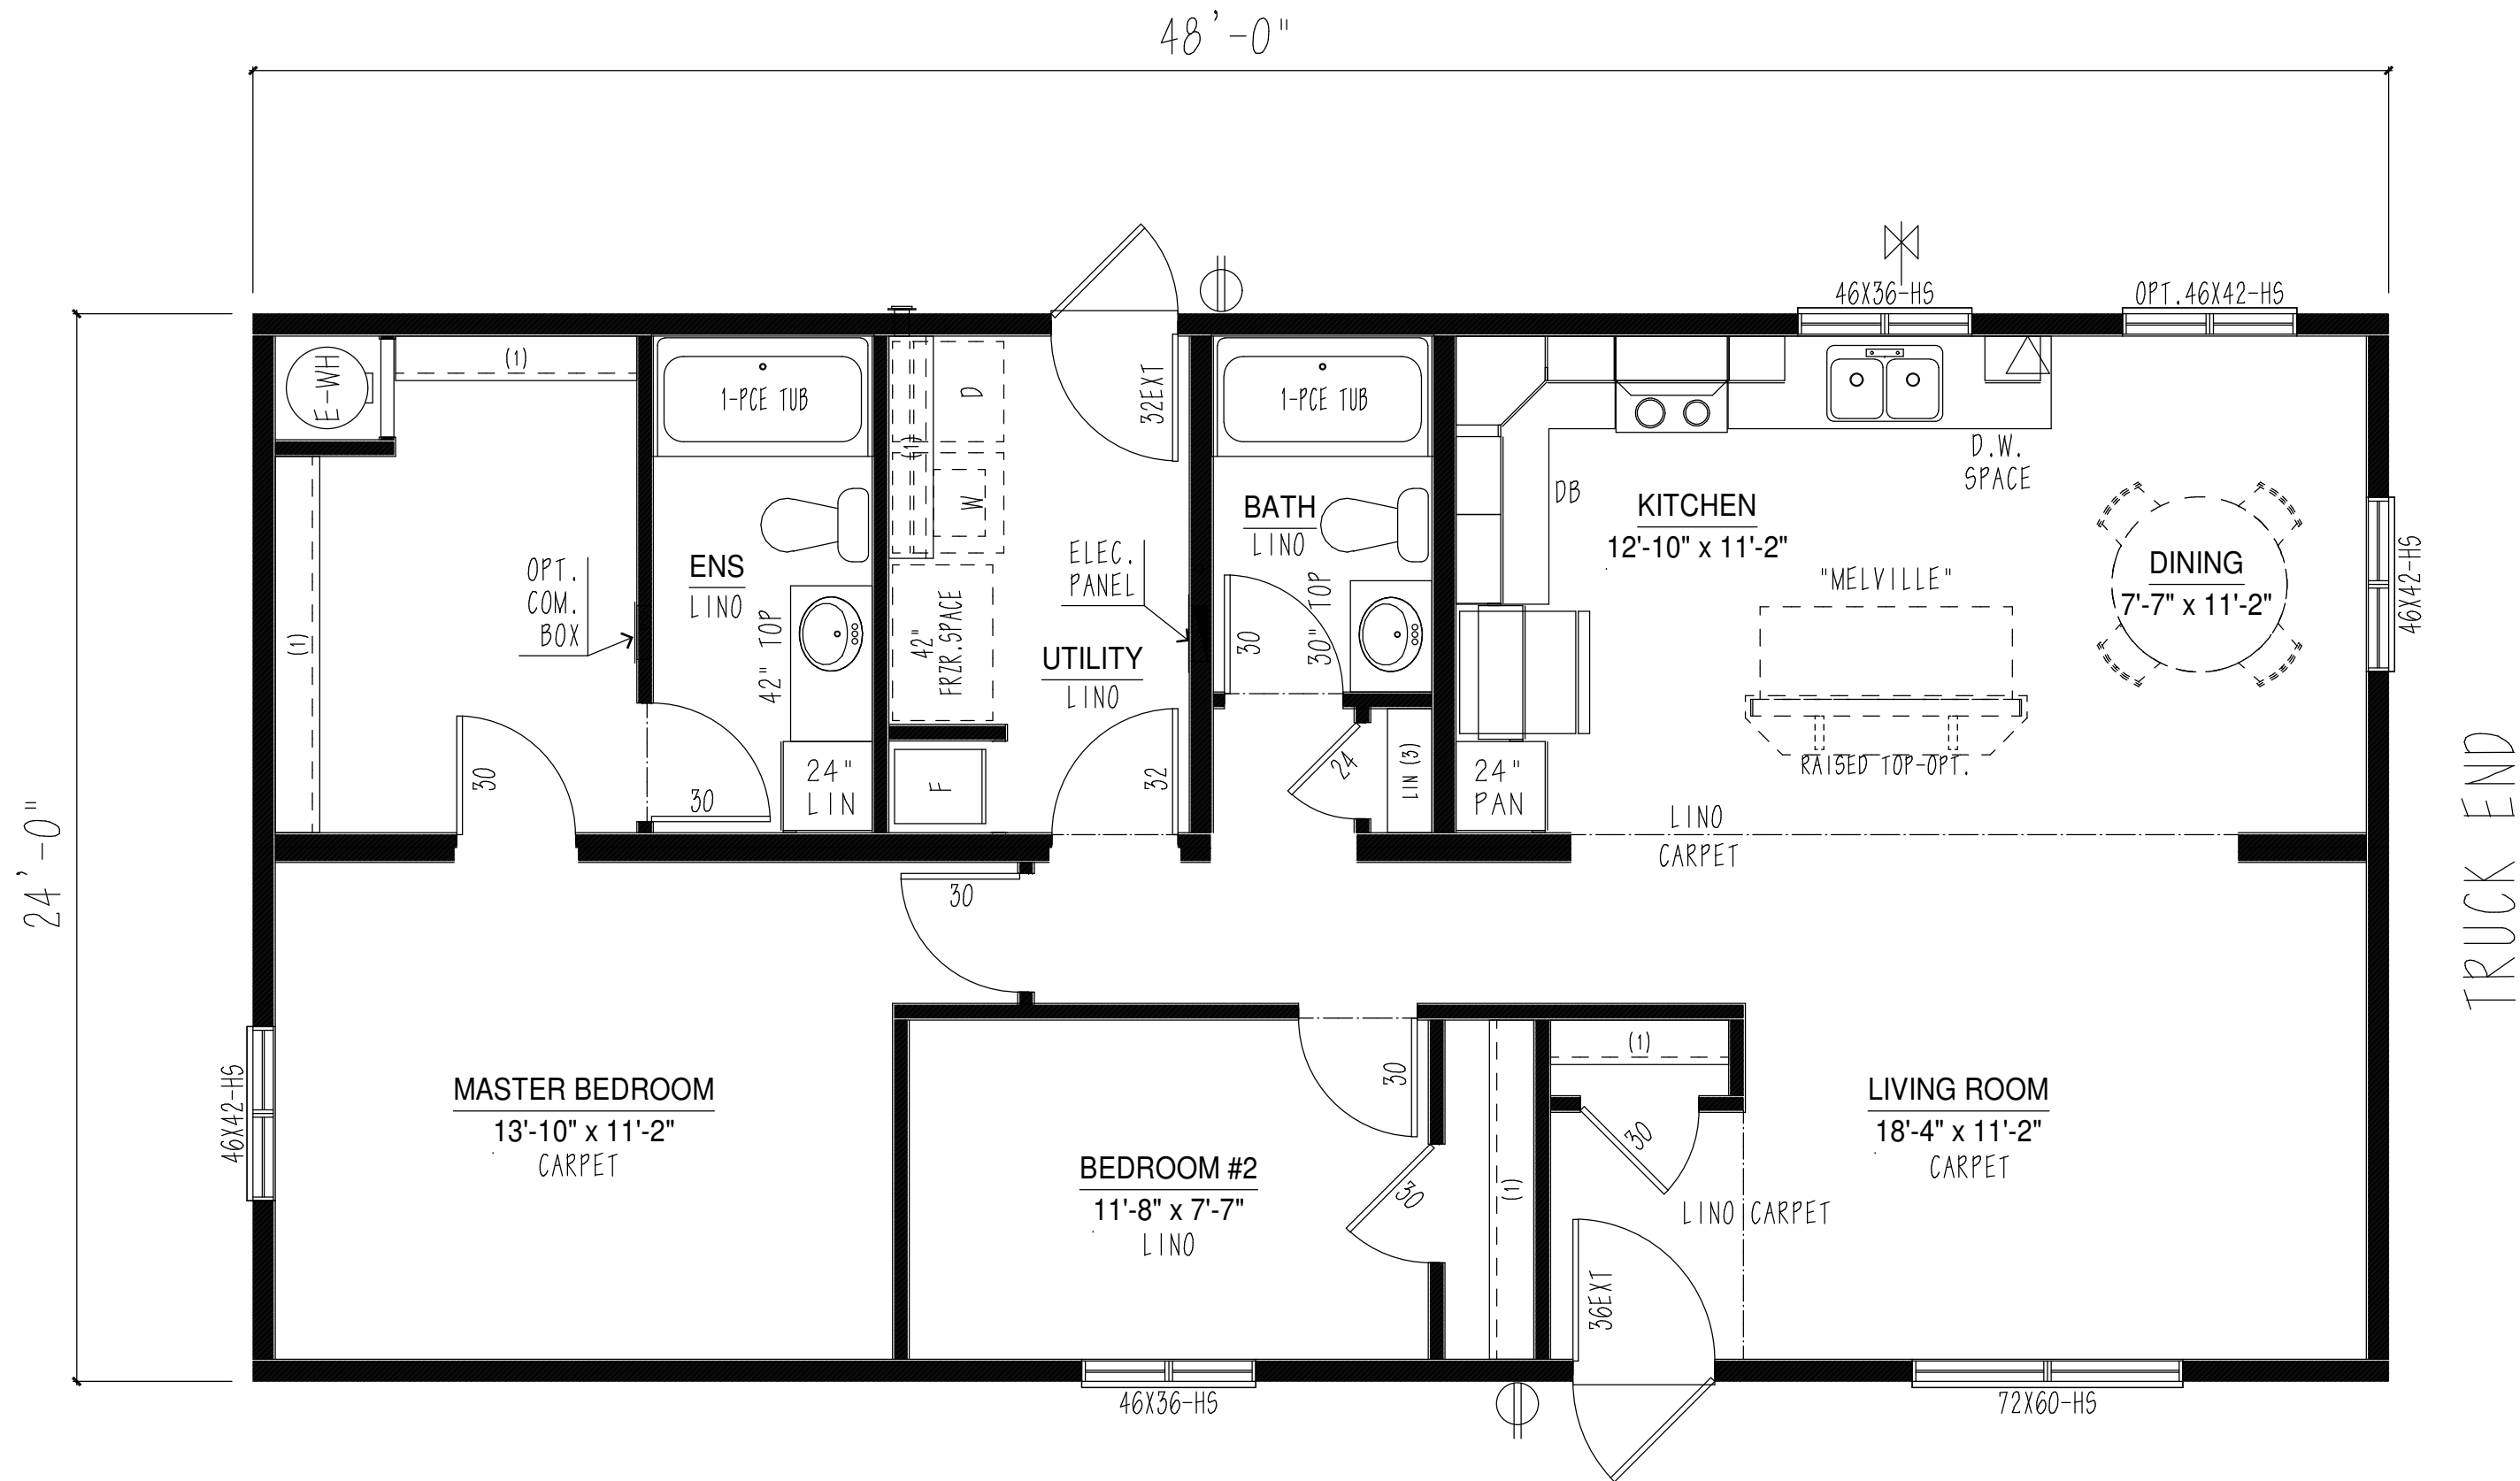 48'-0"
46X36-HS
OPT.46X42-HS
E-WH
(1)
1-PCE TUB
D
(1)
W
32EXT
1-PCE TUB
D.W.
SPACE
DB
KITCHEN
12'-10" x 11'-2"
BATH
LINO
ENS
LINO
OPT.
COM.
BOX
ELEC.
PANEL
"MELVILLE"
DINING
7'-7" x 11'-2"
46X42-HS
(1)
42" TOP
42"
FRZR.SPACE
UTILITY
LINO
30
30" TOP
RAISED TOP-OPT.
30
30
24"
LIN
F
32
24
LIN (3)
24"
PAN
LINO
CARPET
24'-0"
TRUCK END
30
46X42-HS
MASTER BEDROOM
13'-10" x 11'-2"
CARPET
BEDROOM #2
11'-8" x 7'-7"
LINO
30
30
(1)
(1)
30
LINO CARPET
LIVING ROOM
18'-4" x 11'-2"
CARPET
36EXT
46X36-HS
72X60-HS